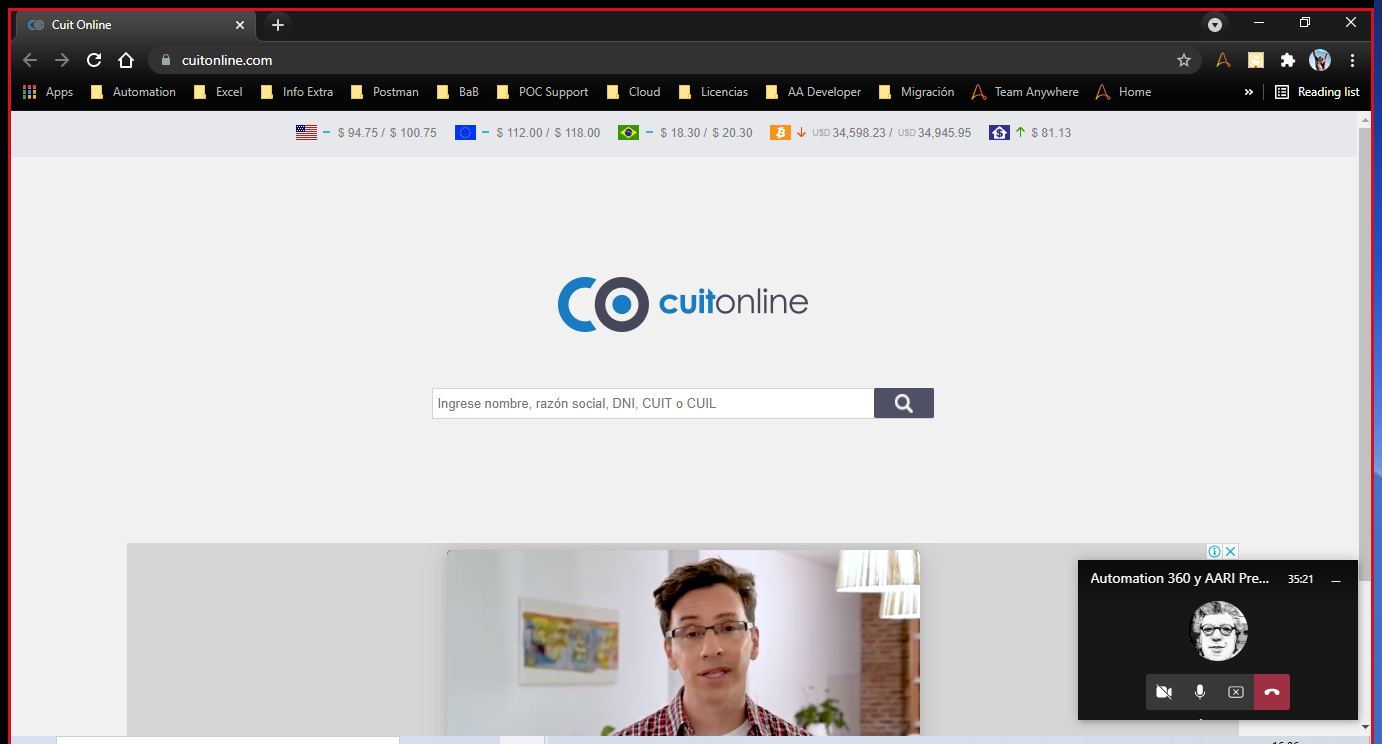 Cuit Online
cuitonline.com
Apps Automation Excel Info Extra Postman BaB POC Support Cloud Licencias AA Developer Migración Team Anywhere Home » Reading list
$ 94.75 / $ 100.75 $ 112.00 / $ 118.00 $ 18.30 / $ 20.30 U$D 34,598.23 / U$D 34,945.95 $ 81.13
cuitonline
Ingrese nombre, razón social, DNI, CUIT o CUIL
Automation 360 y AARI Pre... 35:21